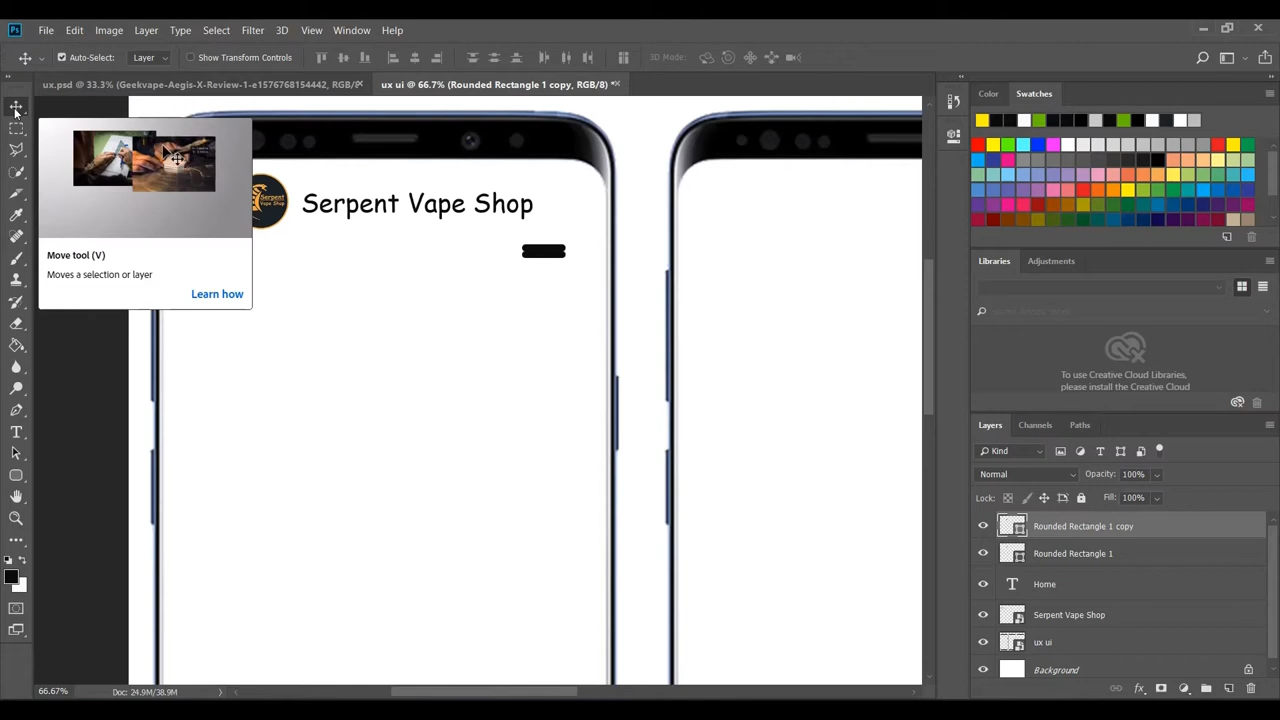 Ps File Edit Image Layer Type Select Filter 3D View Window Help
Auto-Select: Layer Show Transform Controls 3D Mode:
ux.psd @ 33.3% (Geekvape-Aegis-X-Review-1-e1576768154442, RGB/8) ux ui @ 66.7% (Rounded Rectangle 1 copy, RGB/8) *
Color Swatches
Serpent
Vape Shop
Serpent Vape Shop
Move tool (V)
Moves a selection or layer
Learn how
Libraries Adjustments
To use Creative Cloud Libraries,
please install the Creative Cloud
Layers Channels Paths
Kind
Normal Opacity: 100%
Lock: Fill: 100%
Rounded Rectangle 1 copy
Rounded Rectangle 1
T Home
Serpent Vape Shop
ux ui
Background
66.67% Doc: 24.9M/38.9M